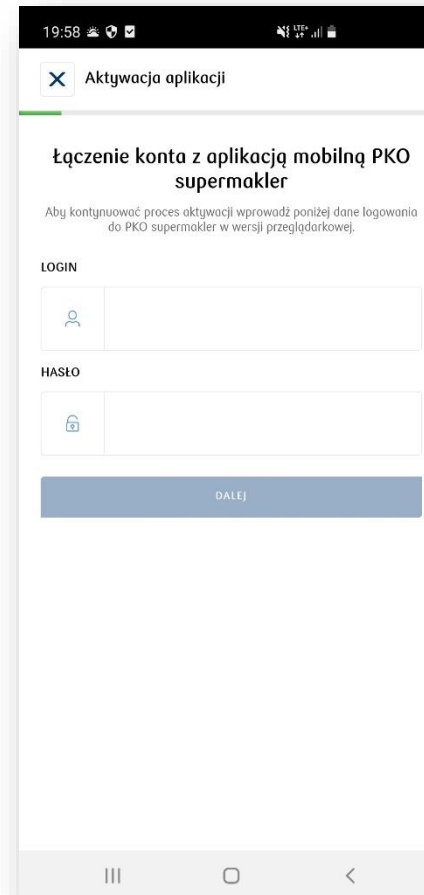 19:58
LTE+
Aktywacja aplikacji
Łączenie konta z aplikacją mobilną PKO
supermakler
Aby kontynuować proces aktywacji wprowadź poniżej dane logowania
do PKO supermakler w wersji przeglądarkowej.
LOGIN
HASŁO
DALEJ